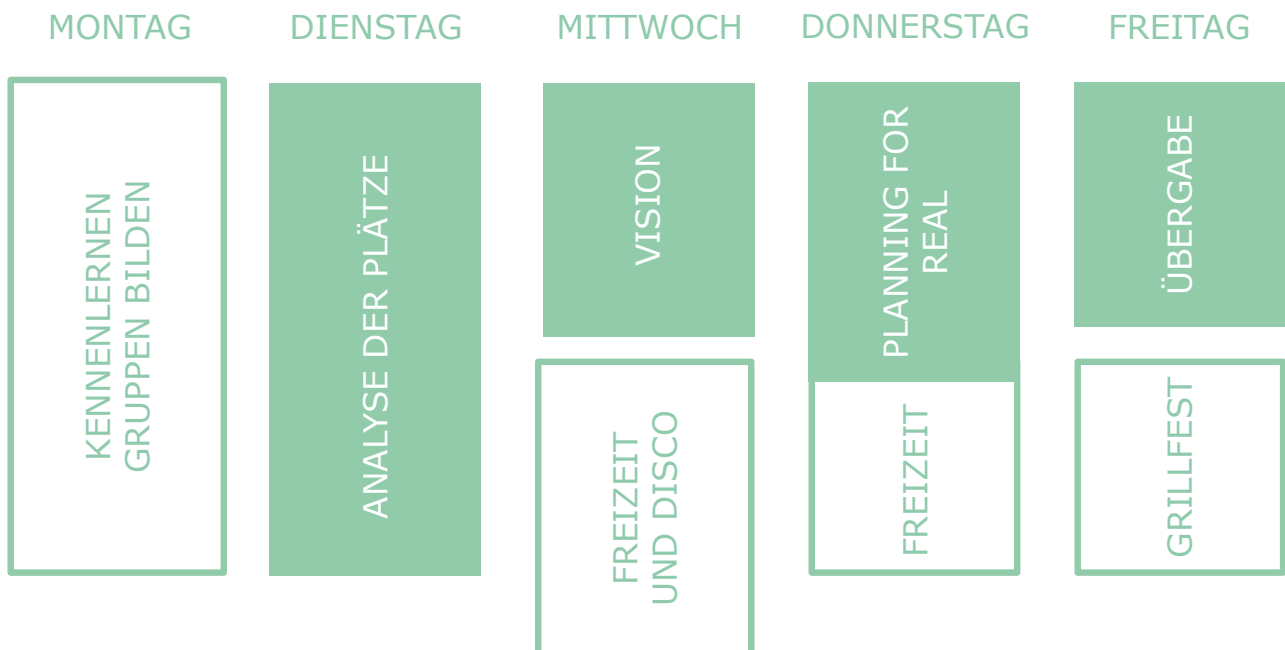 MONTAG
DIENSTAG
MITTWOCH
DONNERSTAG
FREITAG
KENNENLERNEN
GRUPPEN BILDEN
ANALYSE DER PLÄTZE
VISION
FREIZEIT
UND DISCO
PLANNING FOR
REAL
FREIZEIT
ÜBERGABE
GRILLFEST